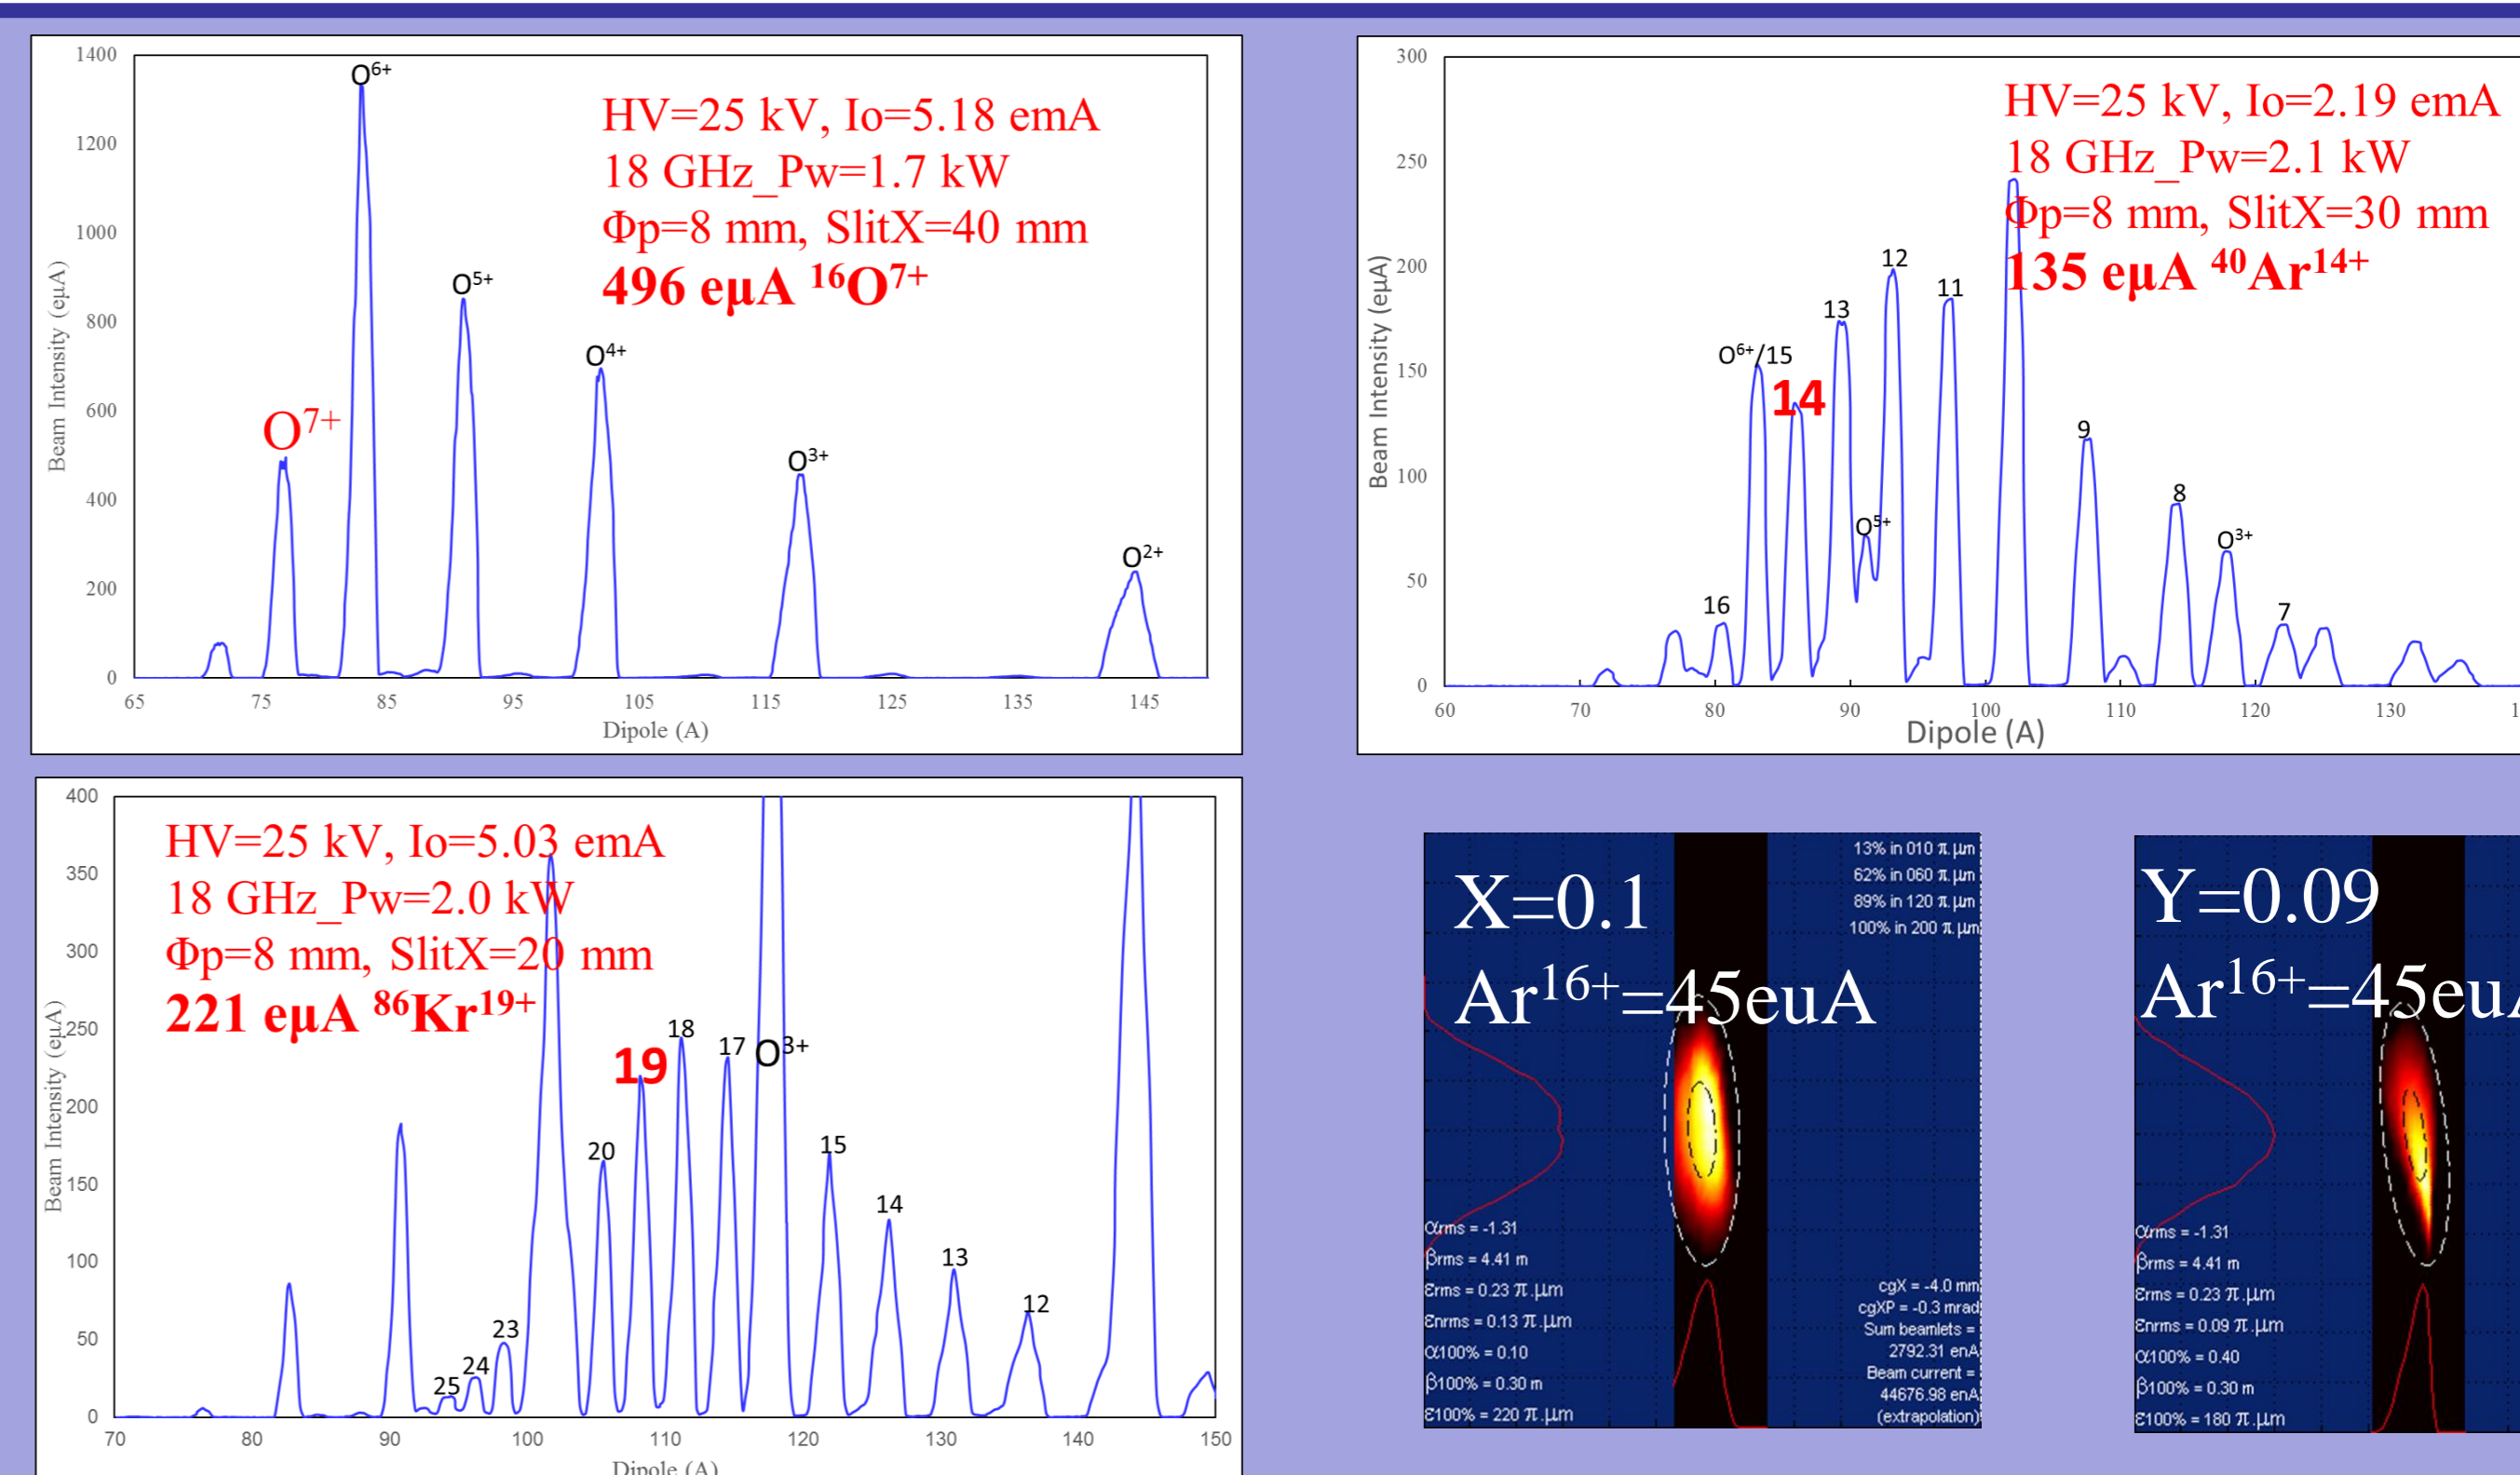 1400
1200
1000
800
600
400
200
0
Beam Intensity (eμA)
65 75 85 95 105 115 125 135 145
Dipole (A)
HV=25 kV, Io=5.18 emA
18 GHz_Pw=1.7 kW
Φp=8 mm, SlitX=40 mm
496 eμA ¹⁶O⁷⁺
O⁷⁺
O⁶⁺
O⁵⁺
O⁴⁺
O³⁺
O²⁺
300
250
200
150
100
50
0
Beam Intensity (eμA)
60 70 80 90 100 110 120 130
Dipole (A)
HV=25 kV, Io=2.19 emA
18 GHz_Pw=2.1 kW
Φp=8 mm, SlitX=30 mm
135 eμA ⁴⁰Ar¹⁴⁺
16
O⁶⁺/15
14
13
O⁵⁺
12
11
9
8
O³⁺
7
400
350
300
250
200
150
100
50
0
Beam Intensity (eμA)
70 80 90 100 110 120 130 140 150
Dipole (A)
HV=25 kV, Io=5.03 emA
18 GHz_Pw=2.0 kW
Φp=8 mm, SlitX=20 mm
221 eμA ⁸⁶Kr¹⁹⁺
25
24
23
20
19
18
17
O³⁺
15
14
13
12
X=0.1
Ar¹⁶⁺=45euA
13% in 010 π.μm
62% in 060 π.μm
89% in 120 π.μm
100% in 200 π.μm
αrms = -1.31
βrms = 4.41 m
εrms = 0.23 π.μm
εnrms = 0.13 π.μm
α100% = 0.10
β100% = 0.30 m
ε100% = 220 π.μm
cgX = -4.0 mm
cgXP = -0.3 mrad
Sum beamlets =
2792.31 enA
Beam current =
44676.98 enA
(extrapolation)
Y=0.09
Ar¹⁶⁺=45eu
αrms = -1.31
βrms = 4.41 m
εrms = 0.23 π.μm
εnrms = 0.09 π.μm
α100% = 0.40
β100% = 0.30 m
ε100% = 180 π.μm